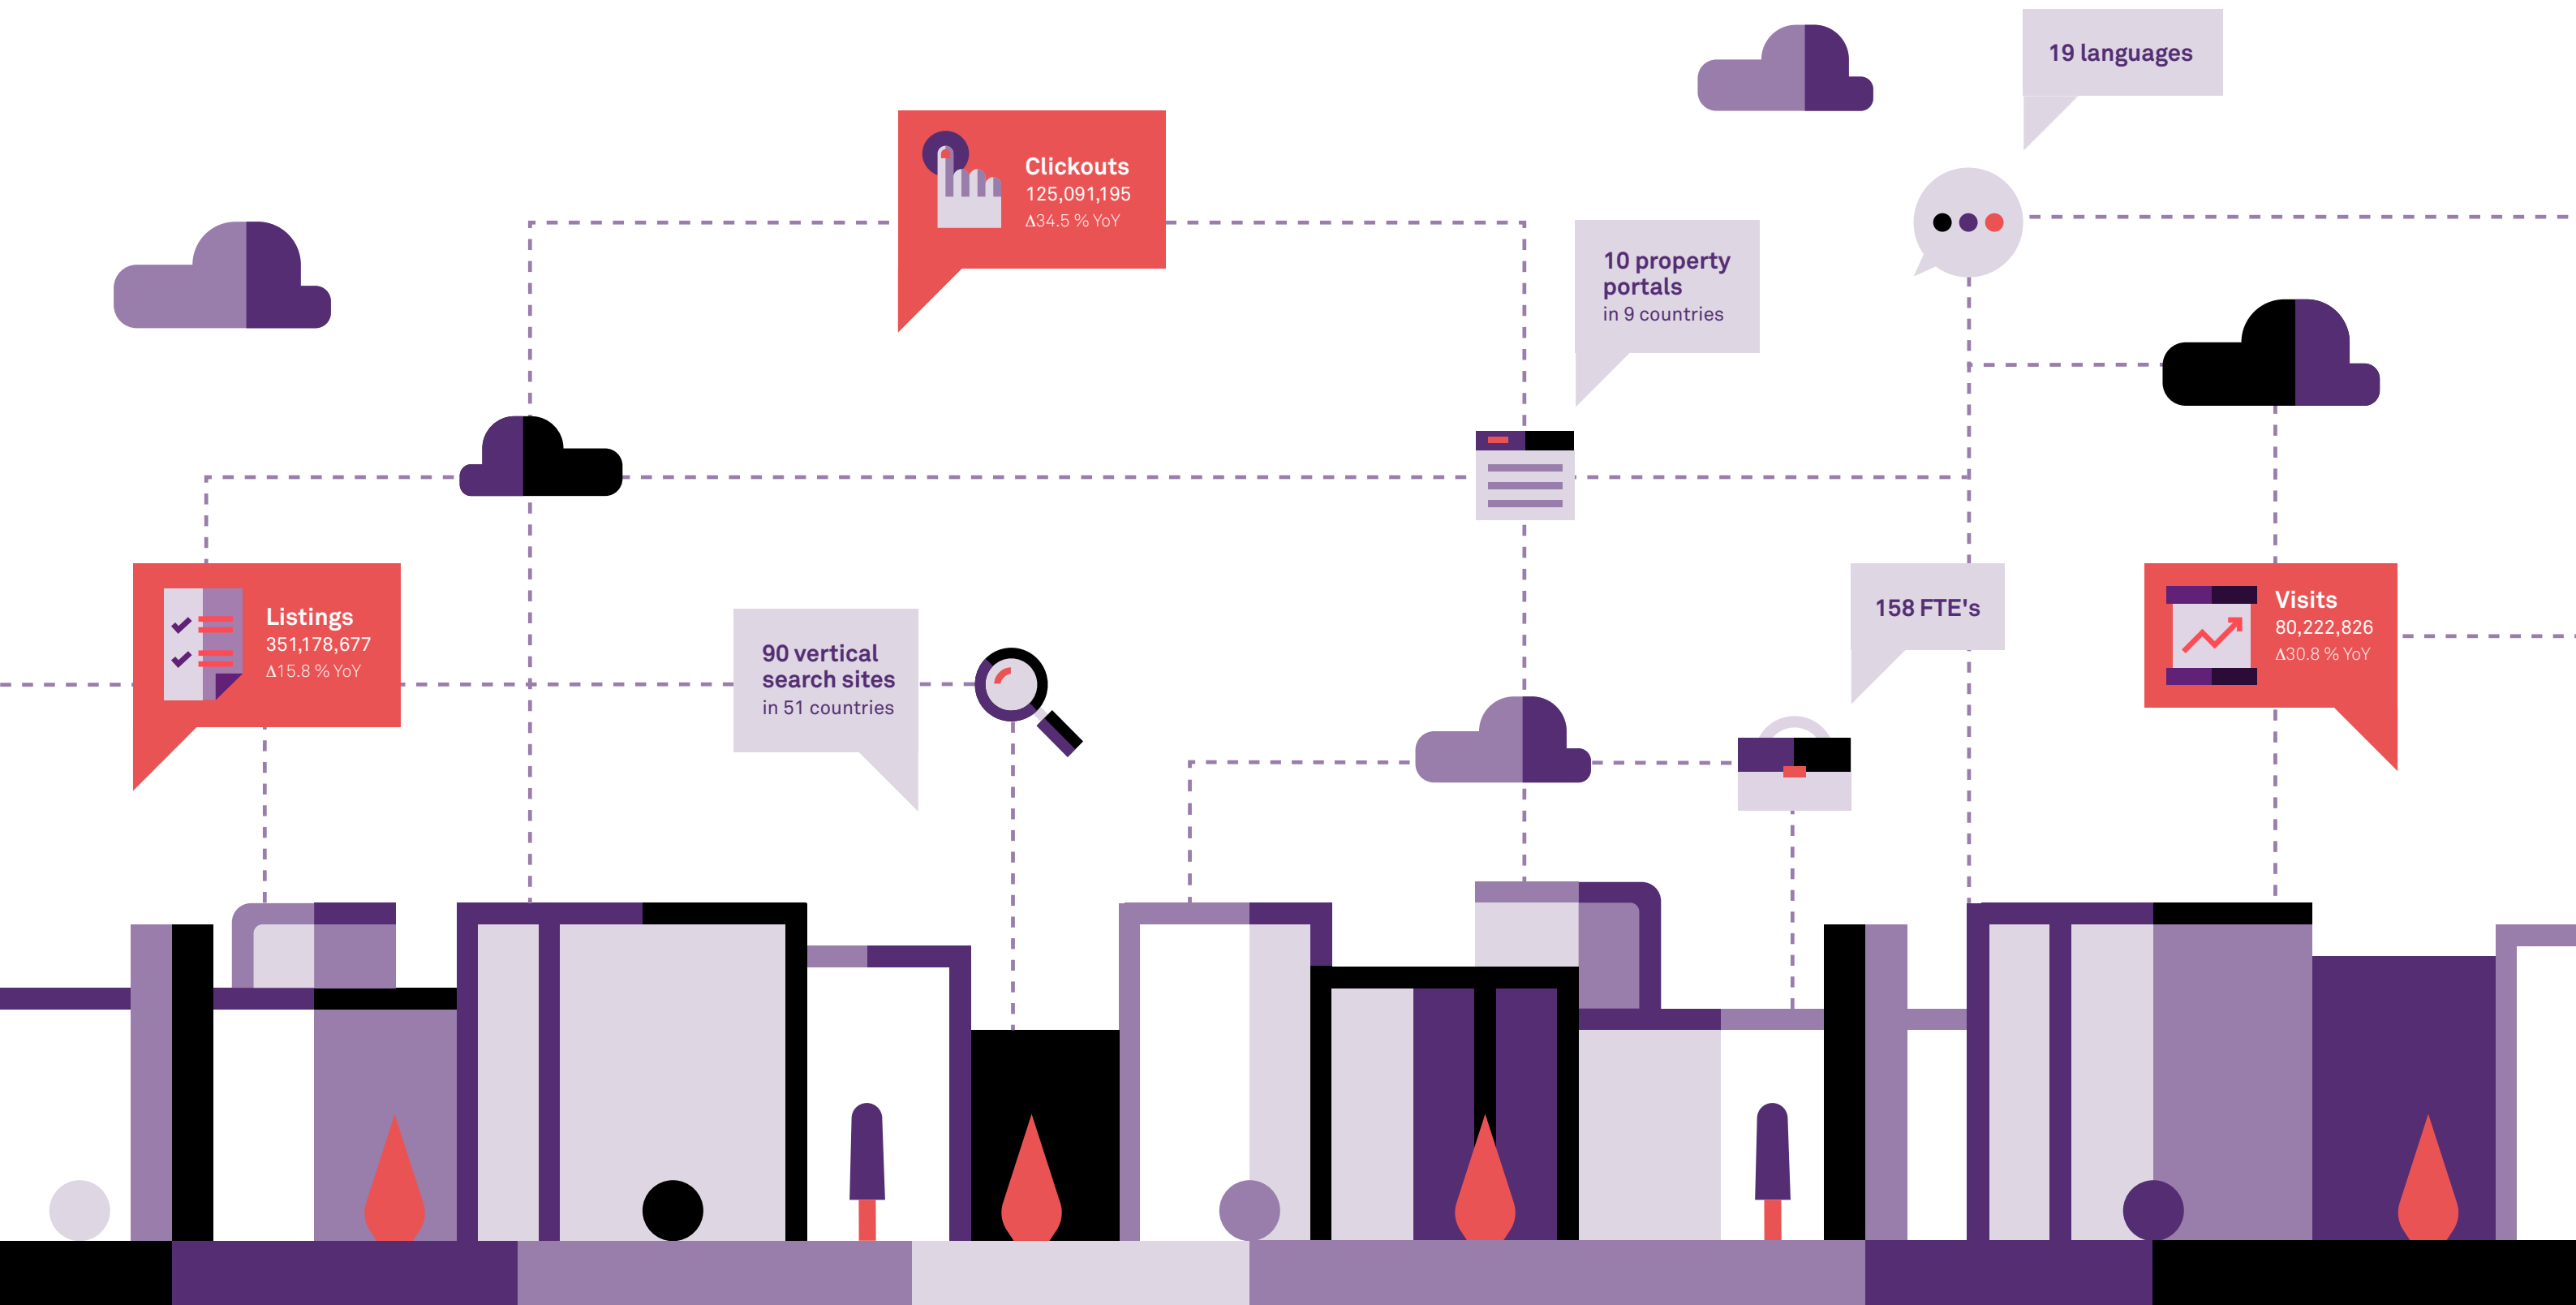 19 languages
Clickouts
125,091,195
Δ34.5 % YoY
10 property
portals
in 9 countries
Listings
351,178,677
Δ15.8 % YoY
90 vertical
search sites
in 51 countries
158 FTE's
Visits
80,222,826
Δ30.8 % YoY